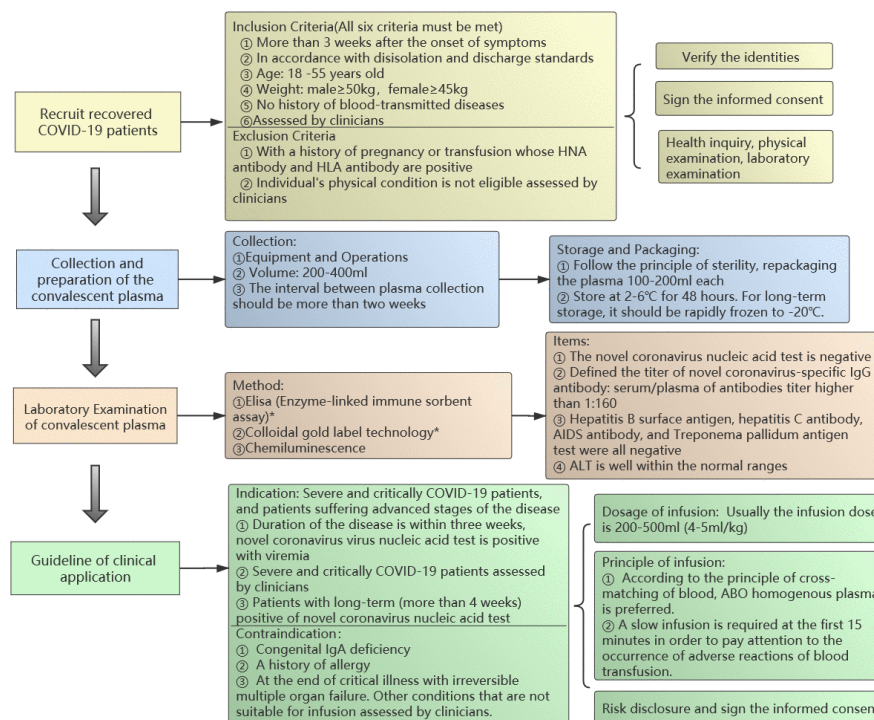 Recruit recovered
COVID-19 patients
Inclusion Criteria(All six criteria must be met)
① More than 3 weeks after the onset of symptoms
② In accordance with disisolation and discharge standards
③ Age: 18 -55 years old
④ Weight: male≥50kg, female≥45kg
⑤ No history of blood-transmitted diseases
⑥Assessed by clinicians
Exclusion Criteria
① With a history of pregnancy or transfusion whose HNA
antibody and HLA antibody are positive
② Individual's physical condition is not eligible assessed by
clinicians
Verify the identities
Sign the informed consent
Health inquiry, physical
examination, laboratory
examination
Collection and
preparation of the
convalescent plasma
Collection:
①Equipment and Operations
② Volume: 200-400ml
③ The interval between plasma collection
should be more than two weeks
Storage and Packaging:
① Follow the principle of sterility, repackaging
the plasma 100-200ml each
② Store at 2-6℃ for 48 hours. For long-term
storage, it should be rapidly frozen to -20℃.
Laboratory Examination
of convalescent plasma
Method:
①Elisa (Enzyme-linked immune sorbent
assay)*
②Colloidal gold label technology*
③Chemiluminescence
Items:
① The novel coronavirus nucleic acid test is negative
② Defined the titer of novel coronavirus-specific IgG
antibody: serum/plasma of antibodies titer higher
than 1:160
③ Hepatitis B surface antigen, hepatitis C antibody,
AIDS antibody, and Treponema pallidum antigen
test were all negative
④ ALT is well within the normal ranges
Guideline of clinical
application
Indication: Severe and critically COVID-19 patients,
and patients suffering advanced stages of the disease
① Duration of the disease is within three weeks,
novel coronavirus virus nucleic acid test is positive
with viremia
② Severe and critically COVID-19 patients assessed
by clinicians
③ Patients with long-term (more than 4 weeks)
positive of novel coronavirus nucleic acid test
Contraindication:
① Congenital IgA deficiency
② A history of allergy
③ At the end of critical illness with irreversible
multiple organ failure. Other conditions that are not
suitable for infusion assessed by clinicians.
Dosage of infusion: Usually the infusion dose
is 200-500ml (4-5ml/kg)
Principle of infusion:
① According to the principle of cross-
matching of blood, ABO homogenous plasma
is preferred.
② A slow infusion is required at the first 15
minutes in order to pay attention to the
occurrence of adverse reactions of blood
transfusion.
Risk disclosure and sign the informed consen